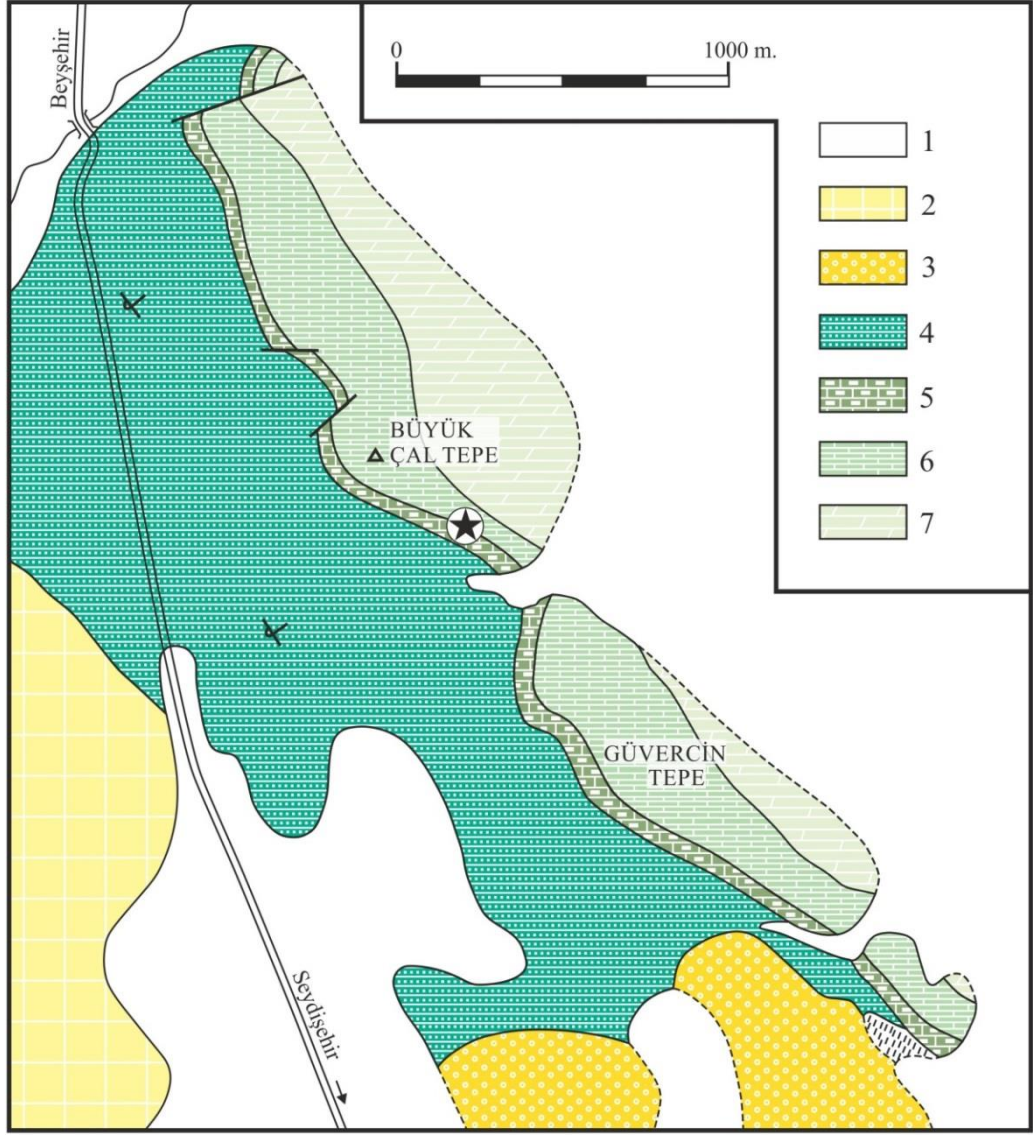 Beyşehir
0 1000 m.
1
2
3
4
5
6
7
BÜYÜK
ÇAL TEPE
GÜVERCİN
TEPE
Seydişehir